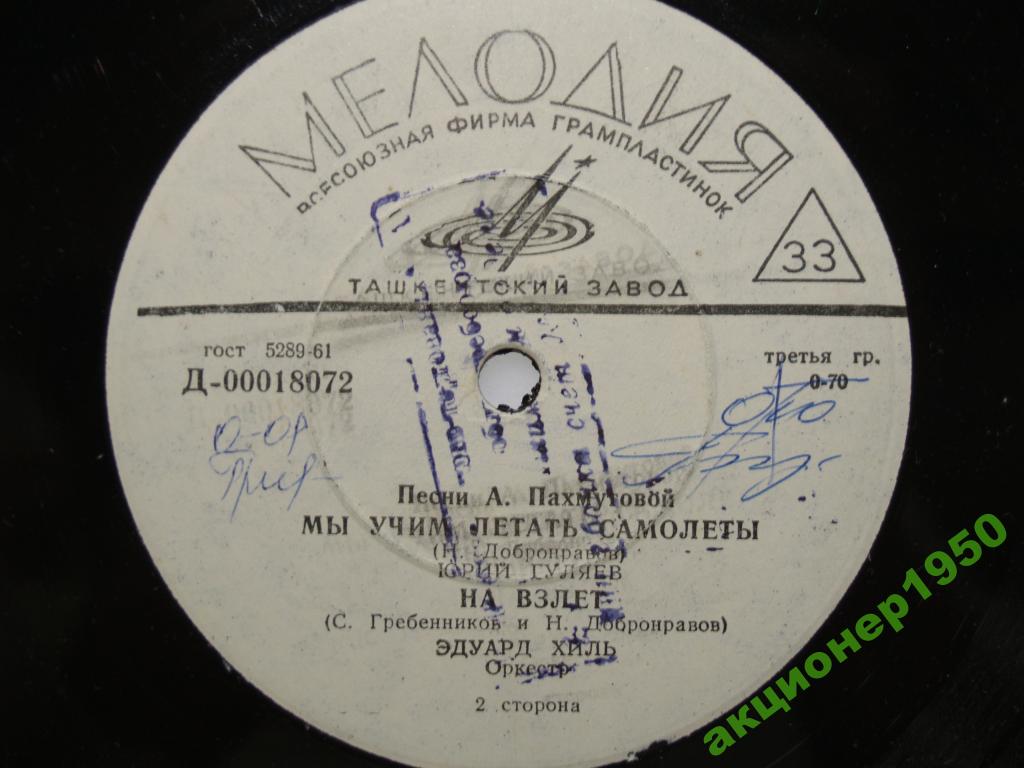 МЕЛОДИЯ
ВСЕСОЮЗНАЯ ФИРМА ГРАМПЛАСТИНОК
33
ТАШКЕНТСКИЙ ЗАВОД
гост 5289-61
Д-00018072
третья гр.
0-70
Песни А. Пахмутовой
МЫ УЧИМ ЛЕТАТЬ САМОЛЕТЫ
(Н. Добронравов)
ЮРИЙ ГУЛЯЕВ
НА ВЗЛЕТ
(С. Гребенников и Н. Добронравов)
ЭДУАРД ХИЛЬ
Оркестр
2 сторона
счет
акционер1950